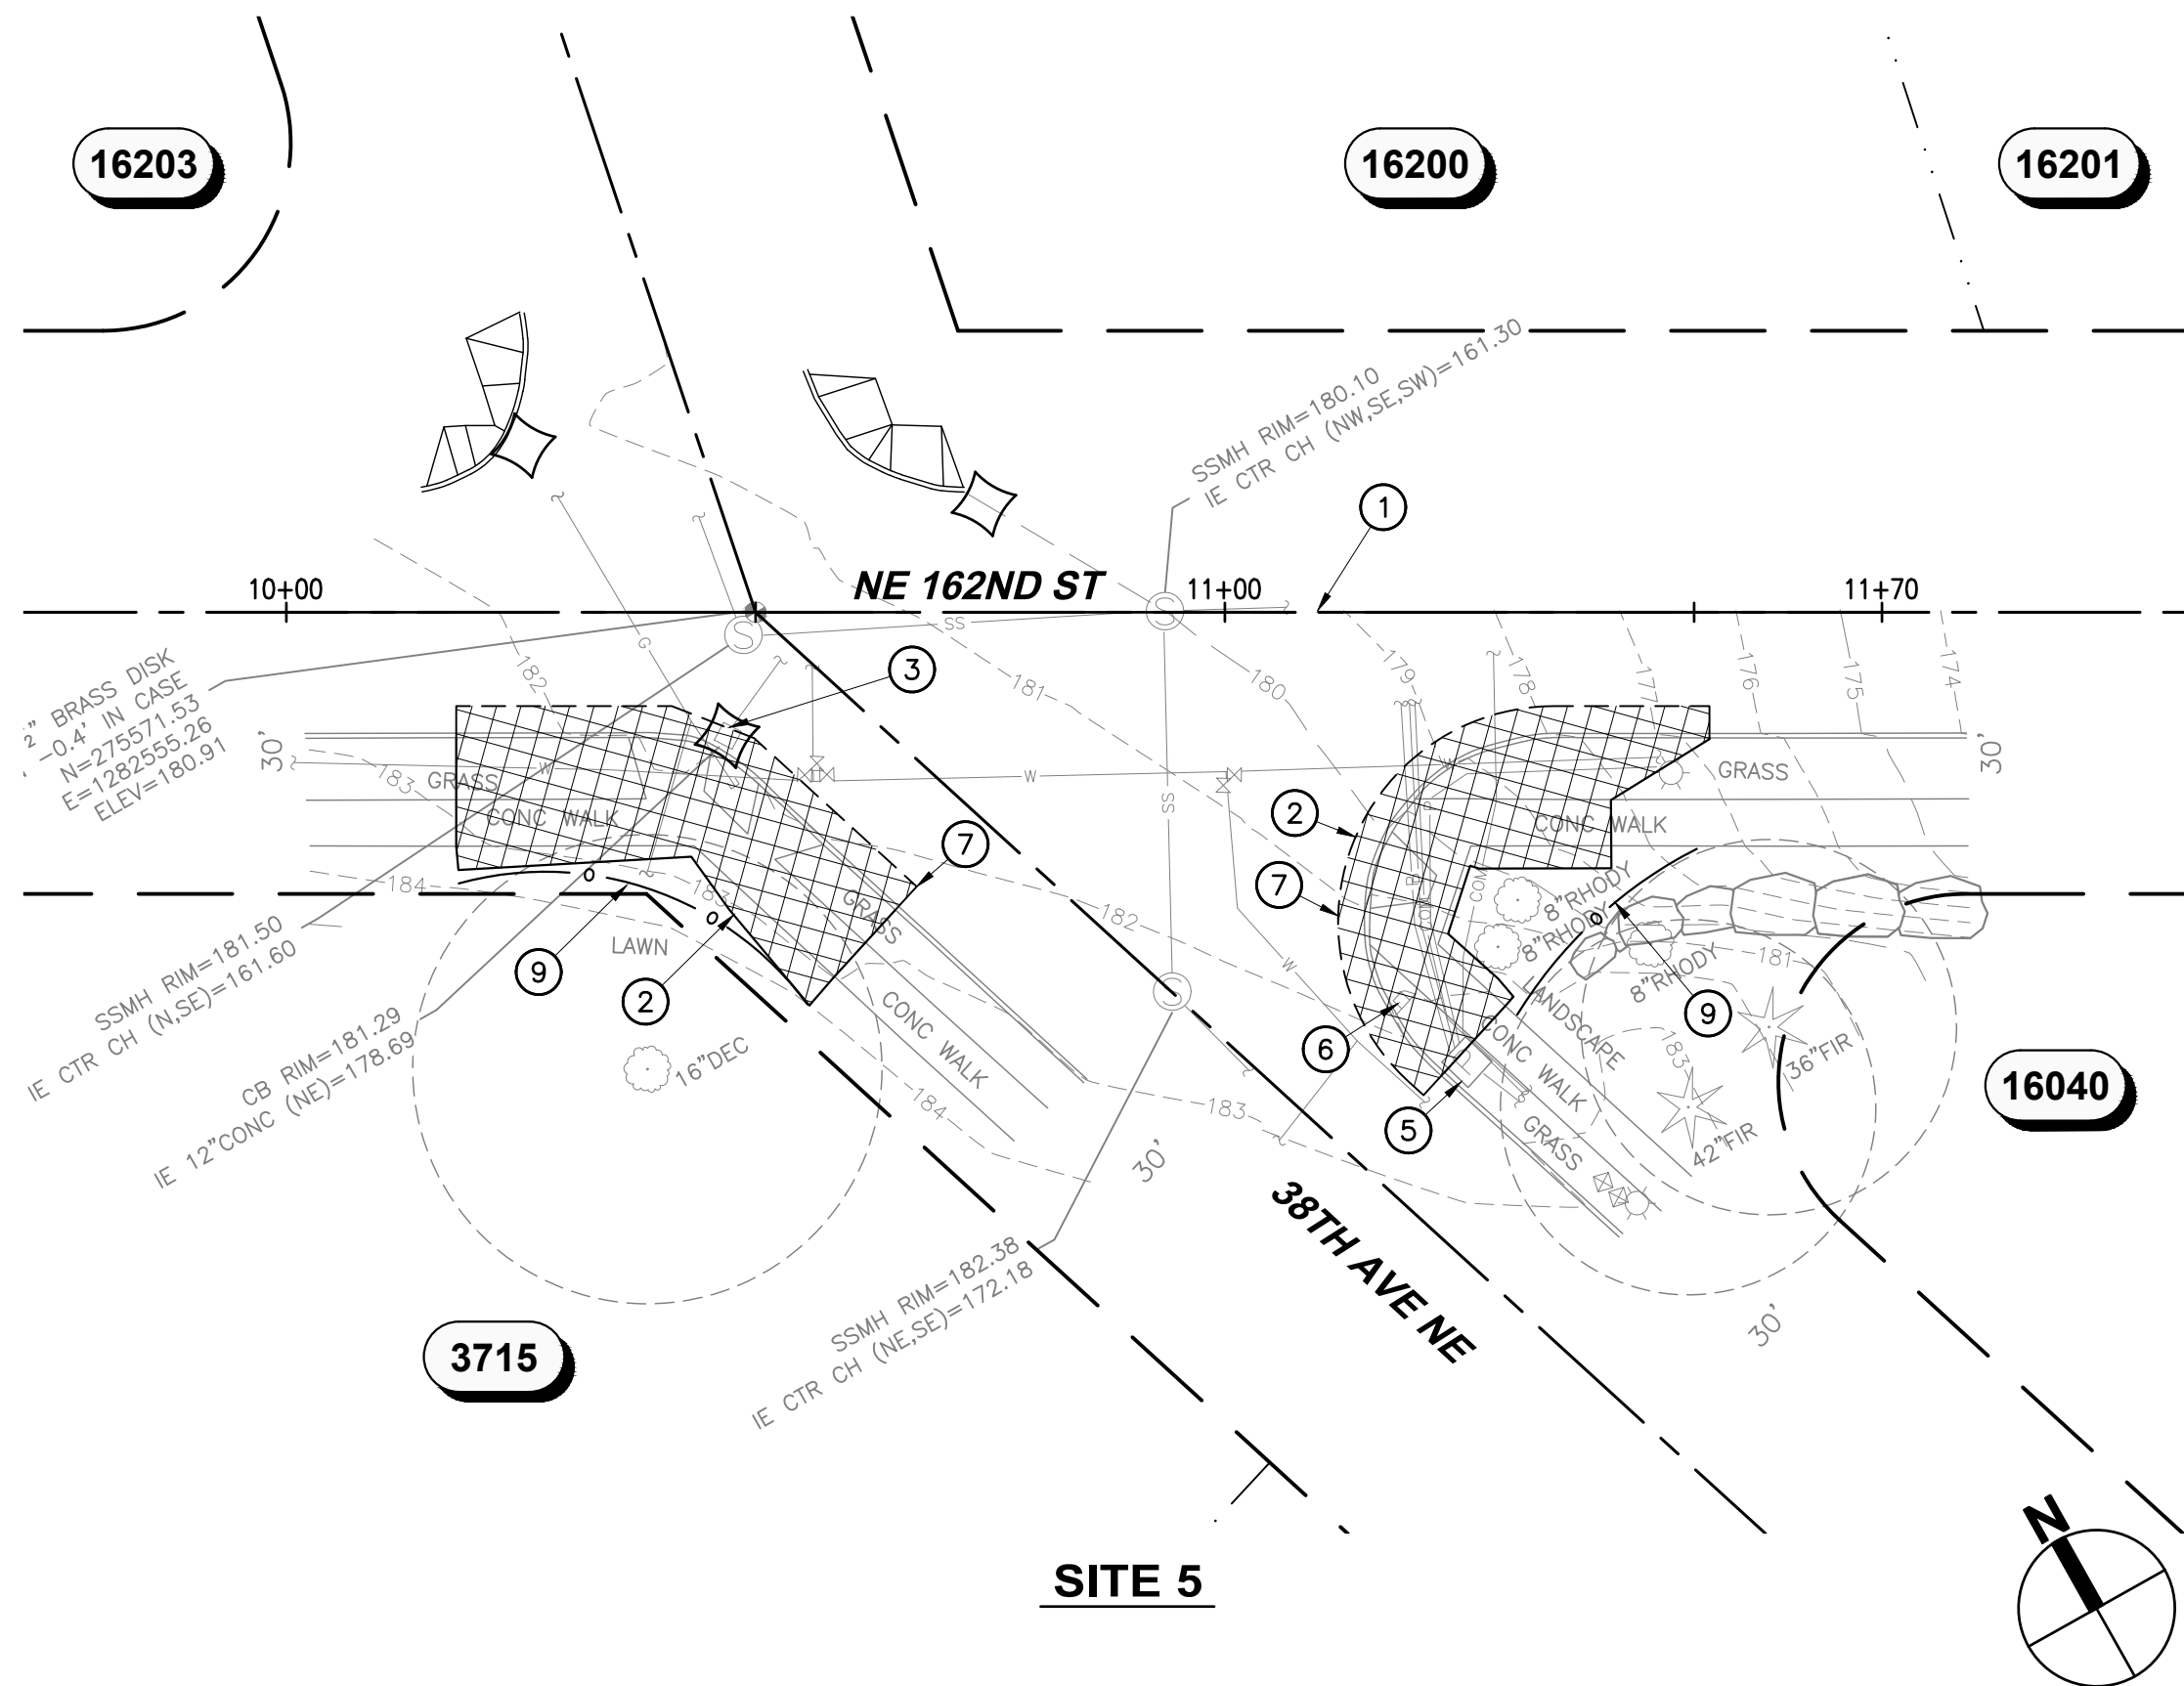 16203
16200
16201
SSMH RIM=180.10
IE CTR CH (NW,SE,SW)=161.30
1
10+00
NE 162ND ST
11+00
11+70
S
S
SS
G
3
2" BRASS DISK
-0.4' IN CASE
N=27557​1.53
E=1282555.26
ELEV=180.91
182
181
180
179
178
177
176
175
174
30'
30'
183
GRASS
W
CONC WALK
W
SS
W
GRASS
CONC WALK
2
7
7
184
183
GRASS
LAWN
9
2
182
W
8"RHODY
8"RHODY
8"RHODY
181
9
LANDSCAPE
CONC WALK
GRASS
183
36"FIR
42"FIR
S
6
5
SSMH RIM=181.50
IE CTR CH (N,SE)=161.60
CB RIM=181.29
IE 12"CONC (NE)=178.69
16"DEC
CONC WALK
184
183
30'
16040
38TH AVE NE
SSMH RIM=182.38
IE CTR CH (NE,SE)=172.18
30'
3715
SITE 5
N